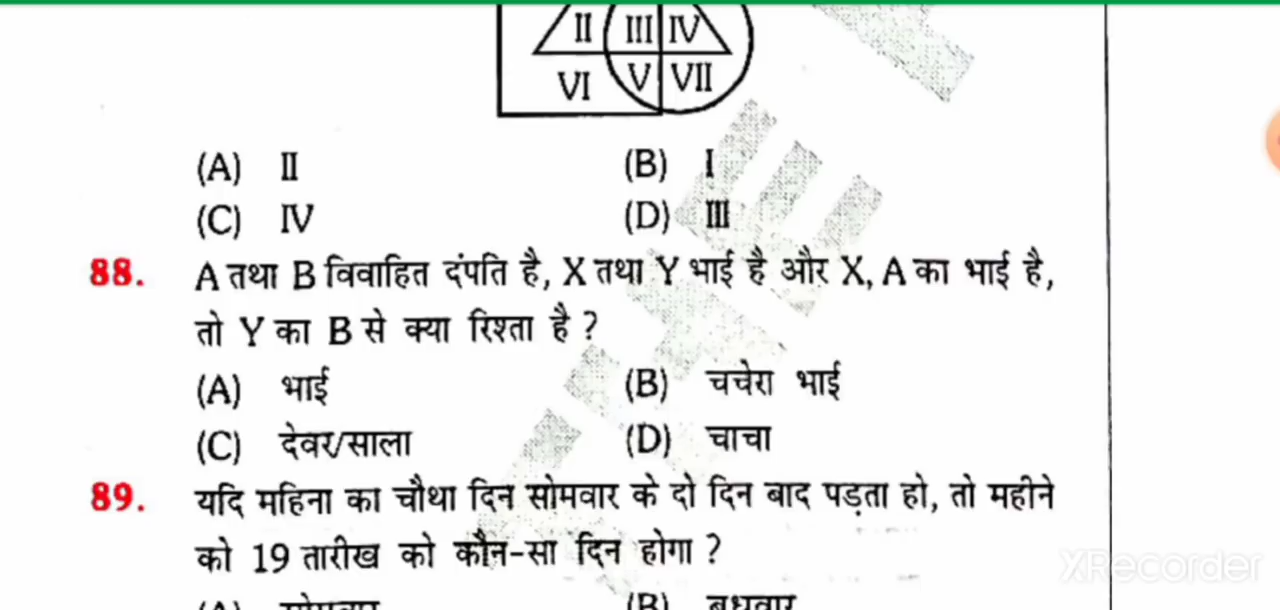 II III IV
VI V VII
(A) II (B) I
(C) IV (D) III
88. A तथा B विवाहित दंपति है, X तथा Y भाई है और X, A का भाई है,
तो Y का B से क्या रिश्ता है ?
(A) भाई (B) चचेरा भाई
(C) देवर/साला (D) चाचा
89. यदि महिना का चौथा दिन सोमवार के दो दिन बाद पड़ता हो, तो महीने
को 19 तारीख को कौन-सा दिन होगा ?
(A) सोमवार (B) बुधवार
XRecorder